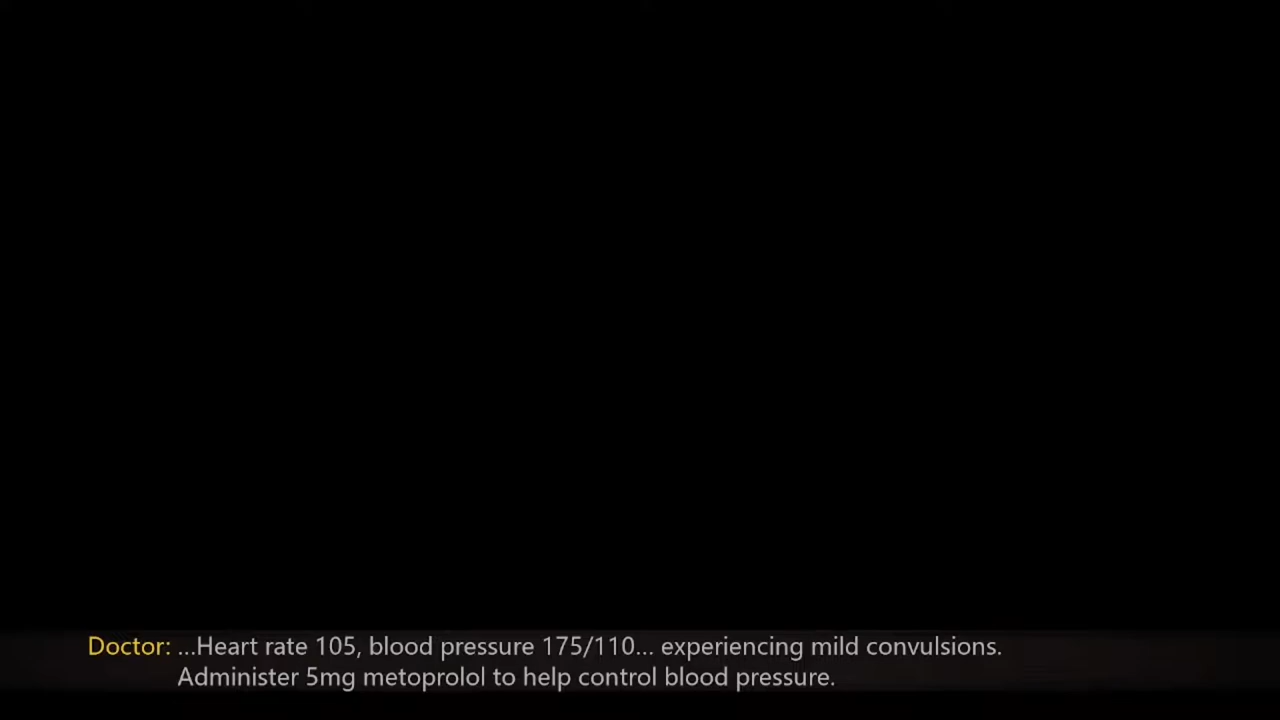 Doctor: ...Heart rate 105, blood pressure 175/110... experiencing mild convulsions.
Administer 5mg metoprolol to help control blood pressure.